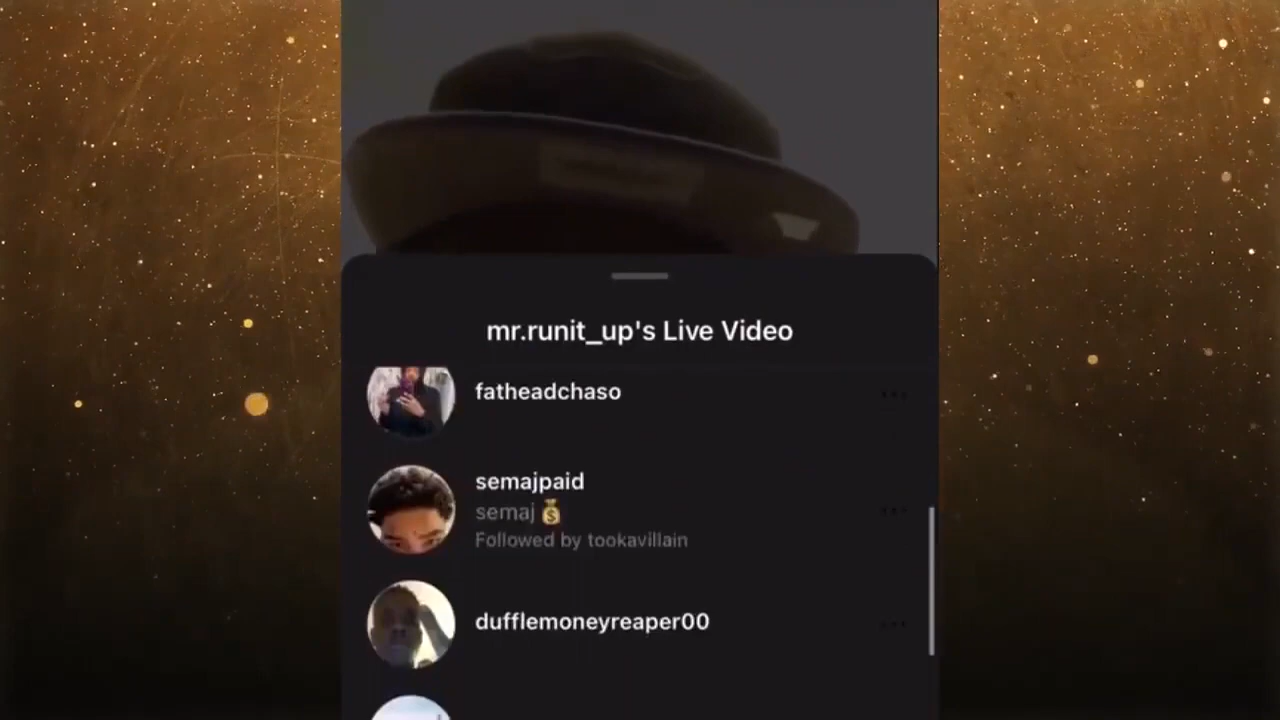 mr.runit_up's Live Video
fatheadchaso
semajpaid
semaj 💰
Followed by tookavillain
dufflemoneyreaper00